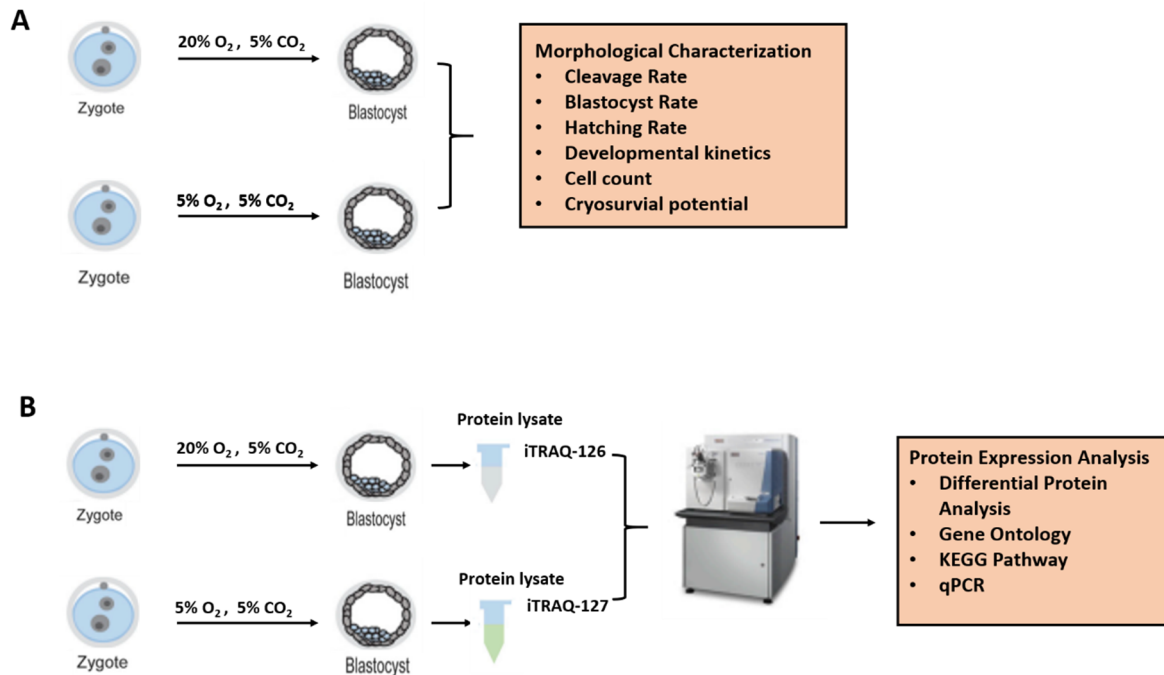 A
20% O₂ , 5% CO₂
Zygote
Blastocyst
5% O₂ , 5% CO₂
Zygote
Blastocyst
Morphological Characterization
• Cleavage Rate
• Blastocyst Rate
• Hatching Rate
• Developmental kinetics
• Cell count
• Cryosurvial potential
B
20% O₂ , 5% CO₂
Zygote
Blastocyst
Protein lysate
iTRAQ-126
5% O₂ , 5% CO₂
Zygote
Blastocyst
Protein lysate
iTRAQ-127
Protein Expression Analysis
• Differential Protein
Analysis
• Gene Ontology
• KEGG Pathway
• qPCR